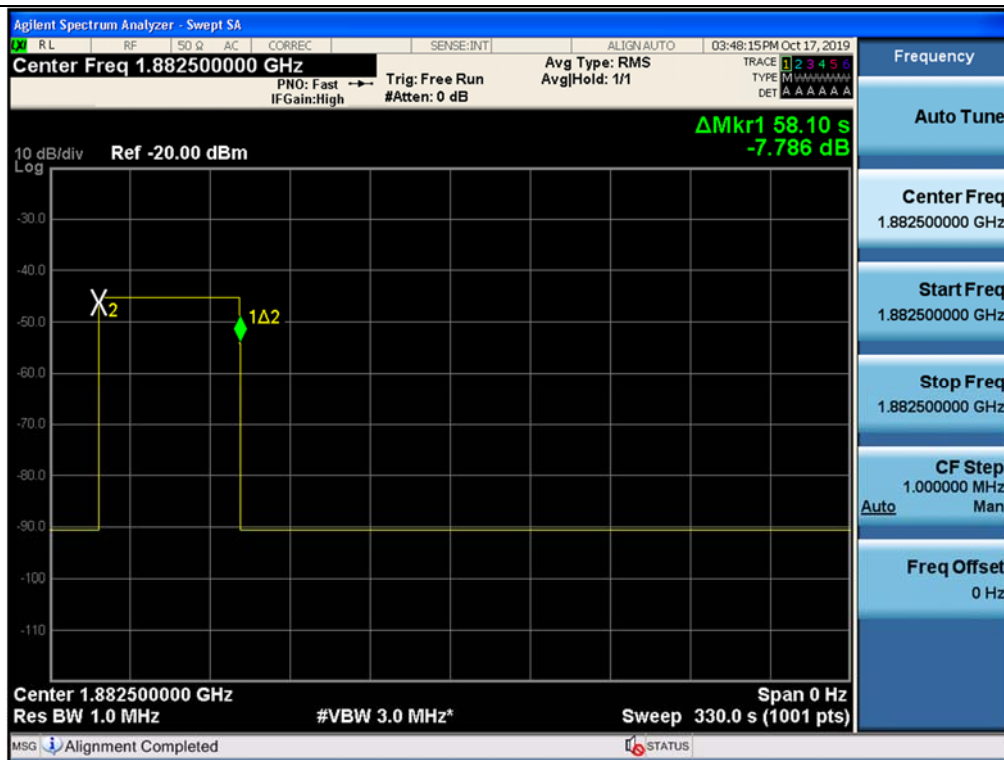 Agilent Spectrum Analyzer - Swept SA
LXI RL RF 50 Ω AC CORREC SENSE:INT ALIGN AUTO 03:48:15 PM Oct 17, 2019
Center Freq 1.882500000 GHz
PNO: Fast
IFGain:High
Trig: Free Run
#Atten: 0 dB
Avg Type: RMS
Avg|Hold: 1/1
TRACE 1 2 3 4 5 6
TYPE M
DET A A A A A A
ΔMkr1 58.10 s
-7.786 dB
10 dB/div Ref -20.00 dBm
Log
-30.0
-40.0
-50.0
-60.0
-70.0
-80.0
-90.0
-100
-110
2
1Δ2
Center 1.882500000 GHz Span 0 Hz
Res BW 1.0 MHz #VBW 3.0 MHz* Sweep 330.0 s (1001 pts)
MSG Alignment Completed STATUS
Frequency
Auto Tune
Center Freq
1.882500000 GHz
Start Freq
1.882500000 GHz
Stop Freq
1.882500000 GHz
CF Step
1.000000 MHz
Auto Man
Freq Offset
0 Hz